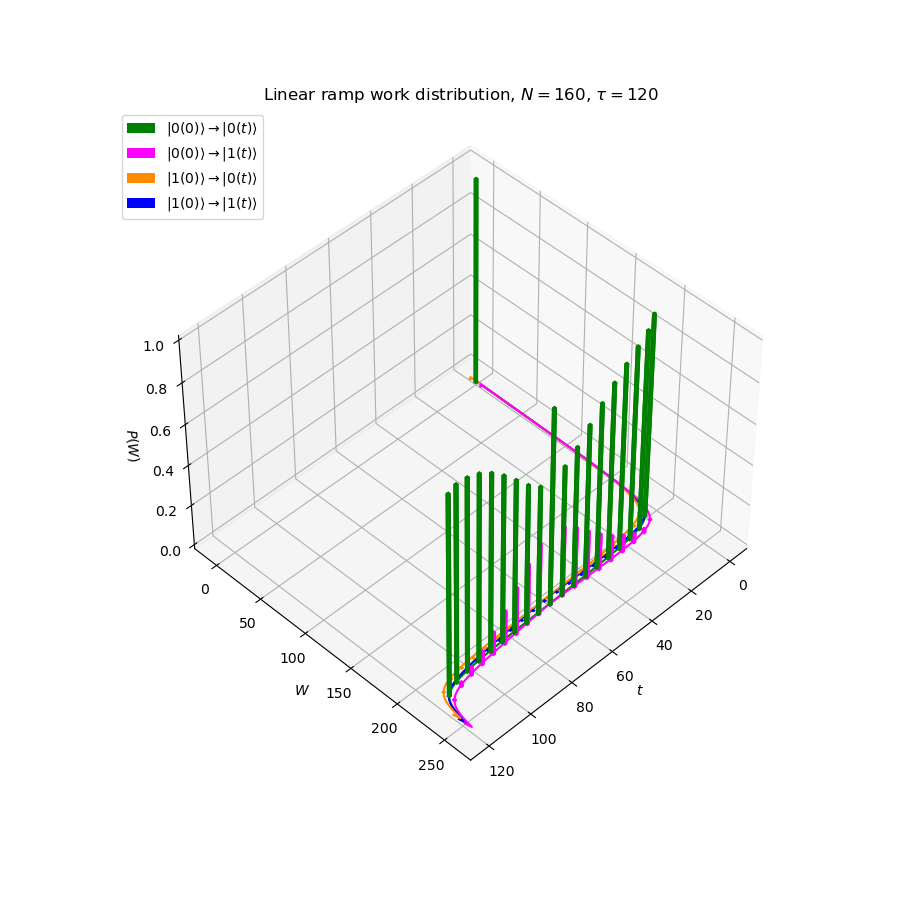 Linear ramp work distribution, N = 160, τ = 120
|0(0)⟩ → |0(t)⟩
|0(0)⟩ → |1(t)⟩
|1(0)⟩ → |0(t)⟩
|1(0)⟩ → |1(t)⟩
P(W)
1.0
0.8
0.6
0.4
0.2
0.0
W
0
50
100
150
200
250
t
0
20
40
60
80
100
120